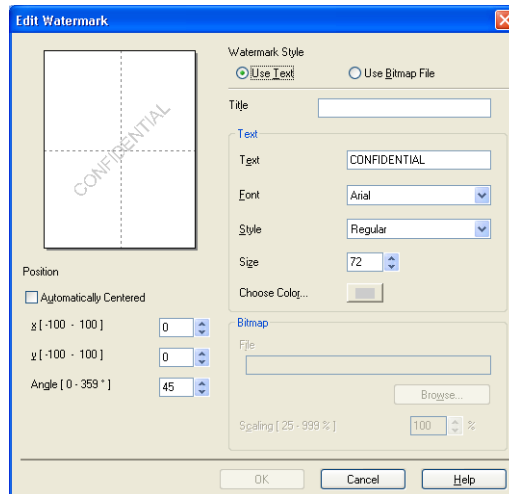 Edit Watermark
CONFIDENTIAL
Position
Automatically Centered
x [ -100 - 100 ] 0
y [ -100 - 100 ] 0
Angle [ 0 - 359 ° ] 45
Watermark Style
Use Text Use Bitmap File
Title
Text
Text CONFIDENTIAL
Font Arial
Style Regular
Size 72
Choose Color...
Bitmap
File
Browse...
Scaling [ 25 - 999 % ] 100 %
OK Cancel Help